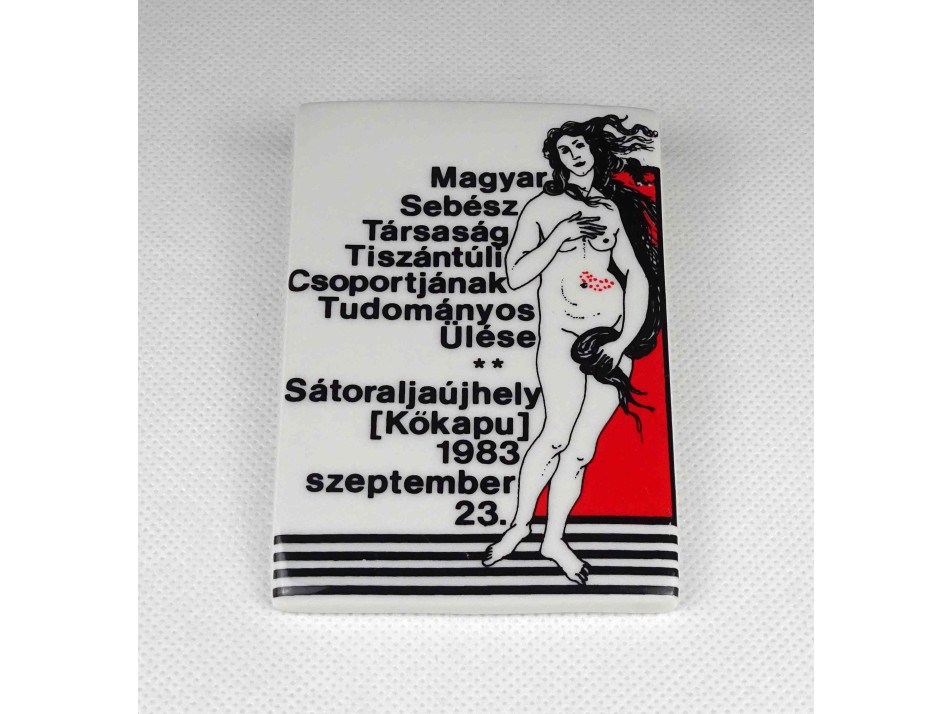 Magyar
Sebész
Társaság
Tiszántúli
Csoportjának
Tudományos
Ülése
**
Sátoraljaújhely
[Kőkapu]
1983
szeptember
23.